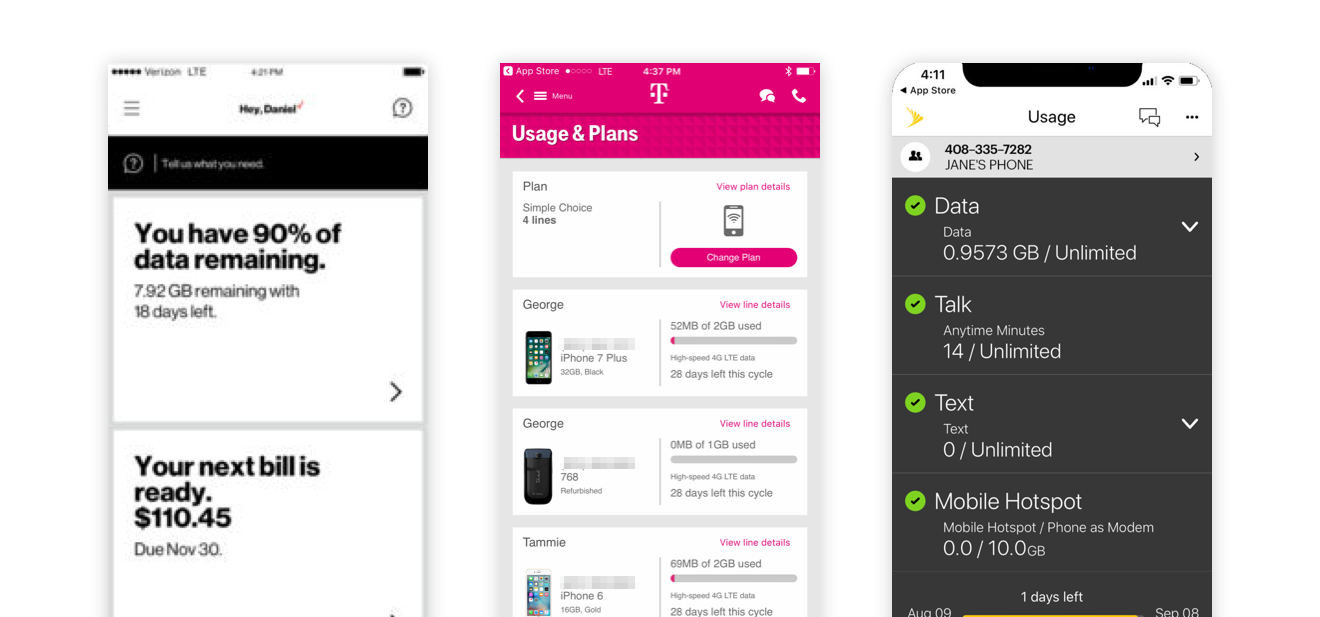 Verizon LTE
4:21 PM
Hey, Daniel
Tell us what you need.
You have 90% of
data remaining.
7.92 GB remaining with
18 days left.
Your next bill is
ready.
$110.45
Due Nov 30.
App Store LTE
4:37 PM
Menu
T
Usage & Plans
Plan
View plan details
Simple Choice
4 lines
Change Plan
George
View line details
52MB of 2GB used
iPhone 7 Plus
32GB, Black
High-speed 4G LTE data
28 days left this cycle
George
View line details
0MB of 1GB used
768
Refurbished
High-speed 4G LTE data
28 days left this cycle
Tammie
View line details
69MB of 2GB used
iPhone 6
16GB, Gold
High-speed 4G LTE data
28 days left this cycle
4:11
App Store
Usage
408-335-7282
JANE'S PHONE
Data
Data
0.9573 GB / Unlimited
Talk
Anytime Minutes
14 / Unlimited
Text
Text
0 / Unlimited
Mobile Hotspot
Mobile Hotspot / Phone as Modem
0.0 / 10.0GB
1 days left
Aug 09
Sep 08